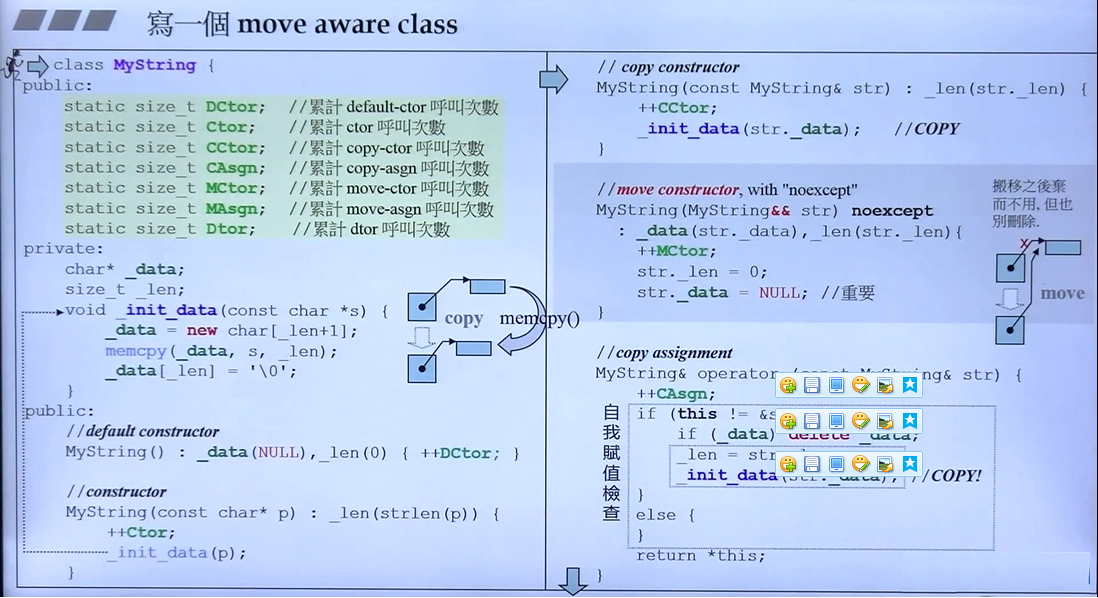 寫一個 move aware class
class MyString {
public:
static size_t DCtor; //累計 default-ctor 呼叫次數
static size_t Ctor; //累計 ctor 呼叫次數
static size_t CCtor; //累計 copy-ctor 呼叫次數
static size_t CAsgn; //累計 copy-asgn 呼叫次數
static size_t MCtor; //累計 move-ctor 呼叫次數
static size_t MAsgn; //累計 move-asgn 呼叫次數
static size_t Dtor; //累計 dtor 呼叫次數
private:
char* _data;
size_t _len;
void _init_data(const char *s) {
_data = new char[_len+1];
memcpy(_data, s, _len);
_data[_len] = '\0';
}
copy
memcpy()
public:
//default constructor
MyString() : _data(NULL),_len(0) { ++DCtor; }
//constructor
MyString(const char* p) : _len(strlen(p)) {
++Ctor;
_init_data(p);
}
// copy constructor
MyString(const MyString& str) : _len(str._len) {
++CCtor;
_init_data(str._data); //COPY
}
//move constructor, with "noexcept"
MyString(MyString&& str) noexcept
: _data(str._data),_len(str._len){
++MCtor;
str._len = 0;
str._data = NULL; //重要
}
搬移之後棄
而不用, 但也
別刪除.
x
move
//copy assignment
MyString& operator (const MyString& str) {
++CAsgn;
自我賦值檢查
if (this != &s
if (_data) delete _data;
_len = str
_init_data(str._data); //COPY!
}
else {
}
return *this;
}